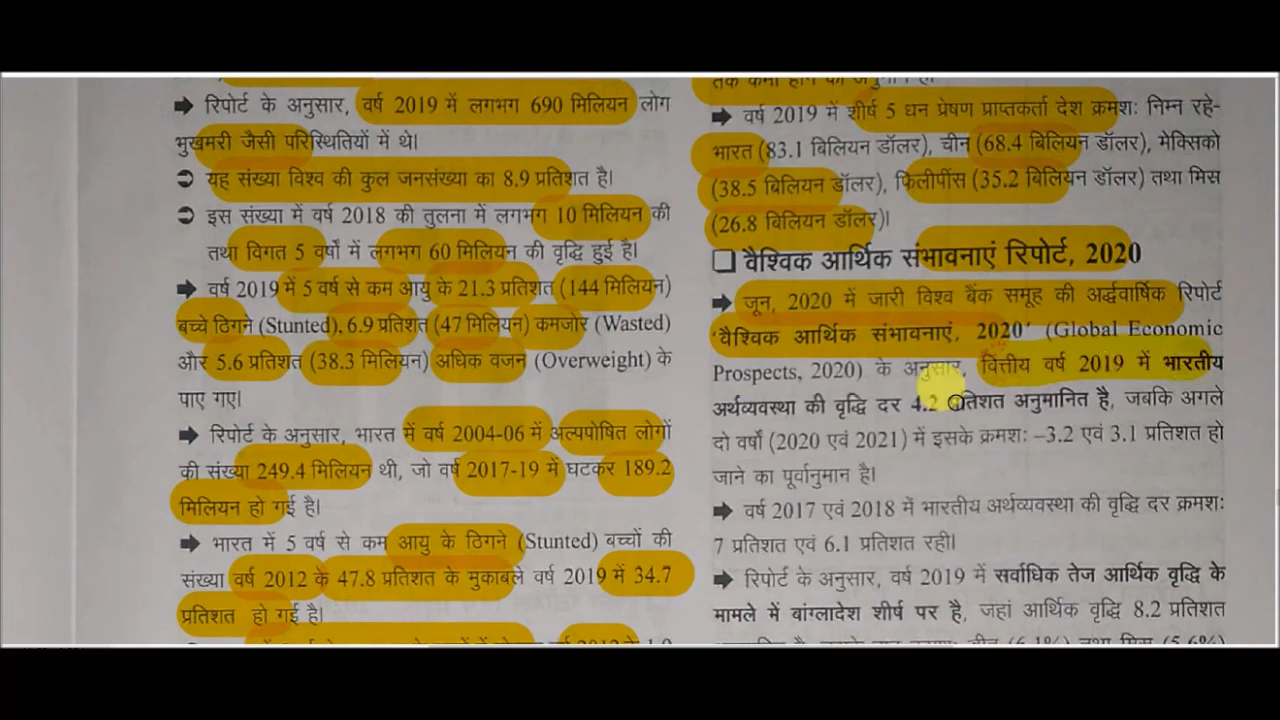 ➡ रिपोर्ट के अनुसार, वर्ष 2019 में लगभग 690 मिलियन लोग
भुखमरी जैसी परिस्थितियों में थे।
⊃ यह संख्या विश्व की कुल जनसंख्या का 8.9 प्रतिशत है।
⊃ इस संख्या में वर्ष 2018 की तुलना में लगभग 10 मिलियन की
तथा विगत 5 वर्षों में लगभग 60 मिलियन की वृद्धि हुई है।
➡ वर्ष 2019 में 5 वर्ष से कम आयु के 21.3 प्रतिशत (144 मिलियन)
बच्चे ठिगने (Stunted), 6.9 प्रतिशत (47 मिलियन) कमजोर (Wasted)
और 5.6 प्रतिशत (38.3 मिलियन) अधिक वजन (Overweight) के
पाए गए।
➡ रिपोर्ट के अनुसार, भारत में वर्ष 2004-06 में अल्पपोषित लोगों
की संख्या 249.4 मिलियन थी, जो वर्ष 2017-19 में घटकर 189.2
मिलियन हो गई है।
➡ भारत में 5 वर्ष से कम आयु के ठिगने (Stunted) बच्चों की
संख्या वर्ष 2012 के 47.8 प्रतिशत के मुकाबले वर्ष 2019 में 34.7
प्रतिशत हो गई है।
तक कमी होने का अनुमान है।
➡ वर्ष 2019 में शीर्ष 5 धन प्रेषण प्राप्तकर्ता देश क्रमशः निम्न रहे-
भारत (83.1 बिलियन डॉलर), चीन (68.4 बिलियन डॉलर), मेक्सिको
(38.5 बिलियन डॉलर), फिलीपींस (35.2 बिलियन डॉलर) तथा मिस्र
(26.8 बिलियन डॉलर)।
❑ वैश्विक आर्थिक संभावनाएं रिपोर्ट, 2020
➡ जून, 2020 में जारी विश्व बैंक समूह की अर्द्धवार्षिक रिपोर्ट
'वैश्विक आर्थिक संभावनाएं, 2020' (Global Economic
Prospects, 2020) के अनुसार, वित्तीय वर्ष 2019 में भारतीय
अर्थव्यवस्था की वृद्धि दर 4.2 प्रतिशत अनुमानित है, जबकि अगले
दो वर्षों (2020 एवं 2021) में इसके क्रमशः –3.2 एवं 3.1 प्रतिशत हो
जाने का पूर्वानुमान है।
➡ वर्ष 2017 एवं 2018 में भारतीय अर्थव्यवस्था की वृद्धि दर क्रमशः
7 प्रतिशत एवं 6.1 प्रतिशत रही।
➡ रिपोर्ट के अनुसार, वर्ष 2019 में सर्वाधिक तेज आर्थिक वृद्धि के
मामले में बांग्लादेश शीर्ष पर है, जहां आर्थिक वृद्धि 8.2 प्रतिशत
चीन (6.1%) तथा मिस्र (5.6%)